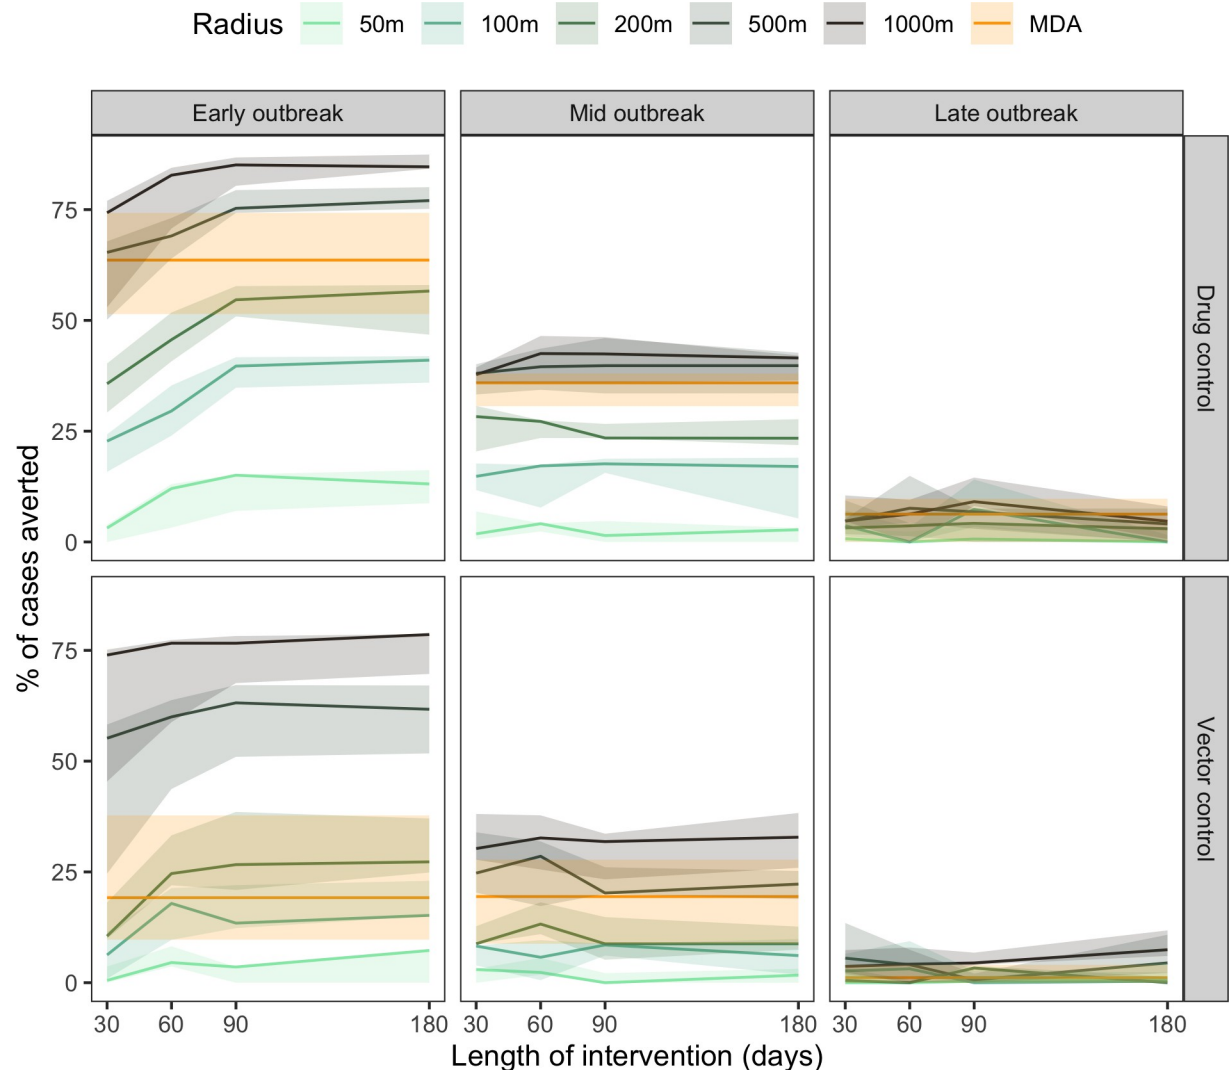 Radius 50m 100m 200m 500m 1000m MDA
Early outbreak Mid outbreak Late outbreak
% of cases averted
75
50
25
0
Drug control
75
50
25
0
Vector control
30 60 90 180 30 60 90 180 30 60 90 180
Length of intervention (days)